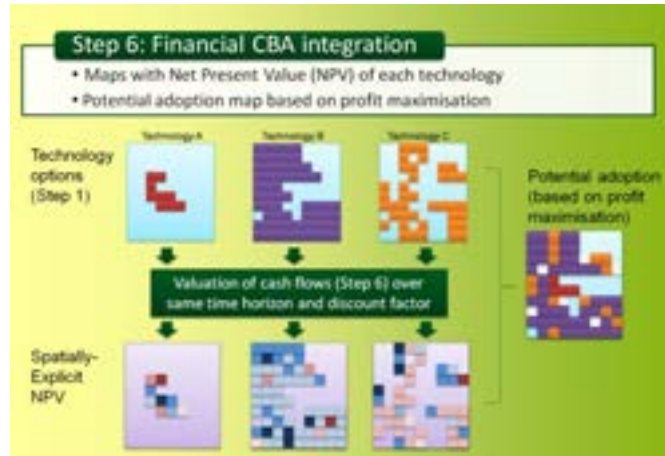 Step 6: Financial CBA integration
• Maps with Net Present Value (NPV) of each technology
• Potential adoption map based on profit maximisation
Technology A
Technology B
Technology C
Technology
options
(Step 1)
Potential adoption
(based on profit
maximisation)
Valuation of cash flows (Step 6) over
same time horizon and discount factor
Spatially-
Explicit
NPV